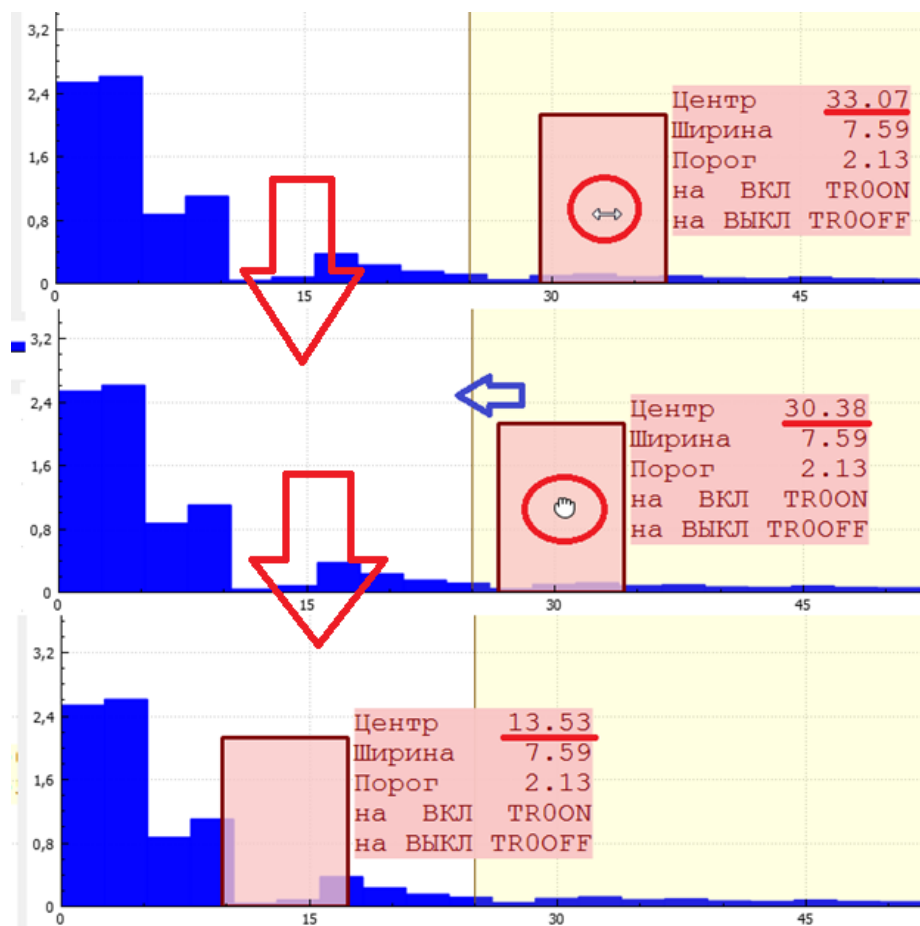 3,2
2,4
1,6
0,8
0
0 15 30 45
Центр 33.07
Ширина 7.59
Порог 2.13
на ВКЛ TR0ON
на ВЫКЛ TR0OFF
3,2
2,4
1,6
0,8
0
0 15 30 45
Центр 30.38
Ширина 7.59
Порог 2.13
на ВКЛ TR0ON
на ВЫКЛ TR0OFF
3,2
2,4
1,6
0,8
0
0 15 30 45
Центр 13.53
Ширина 7.59
Порог 2.13
на ВКЛ TR0ON
на ВЫКЛ TR0OFF